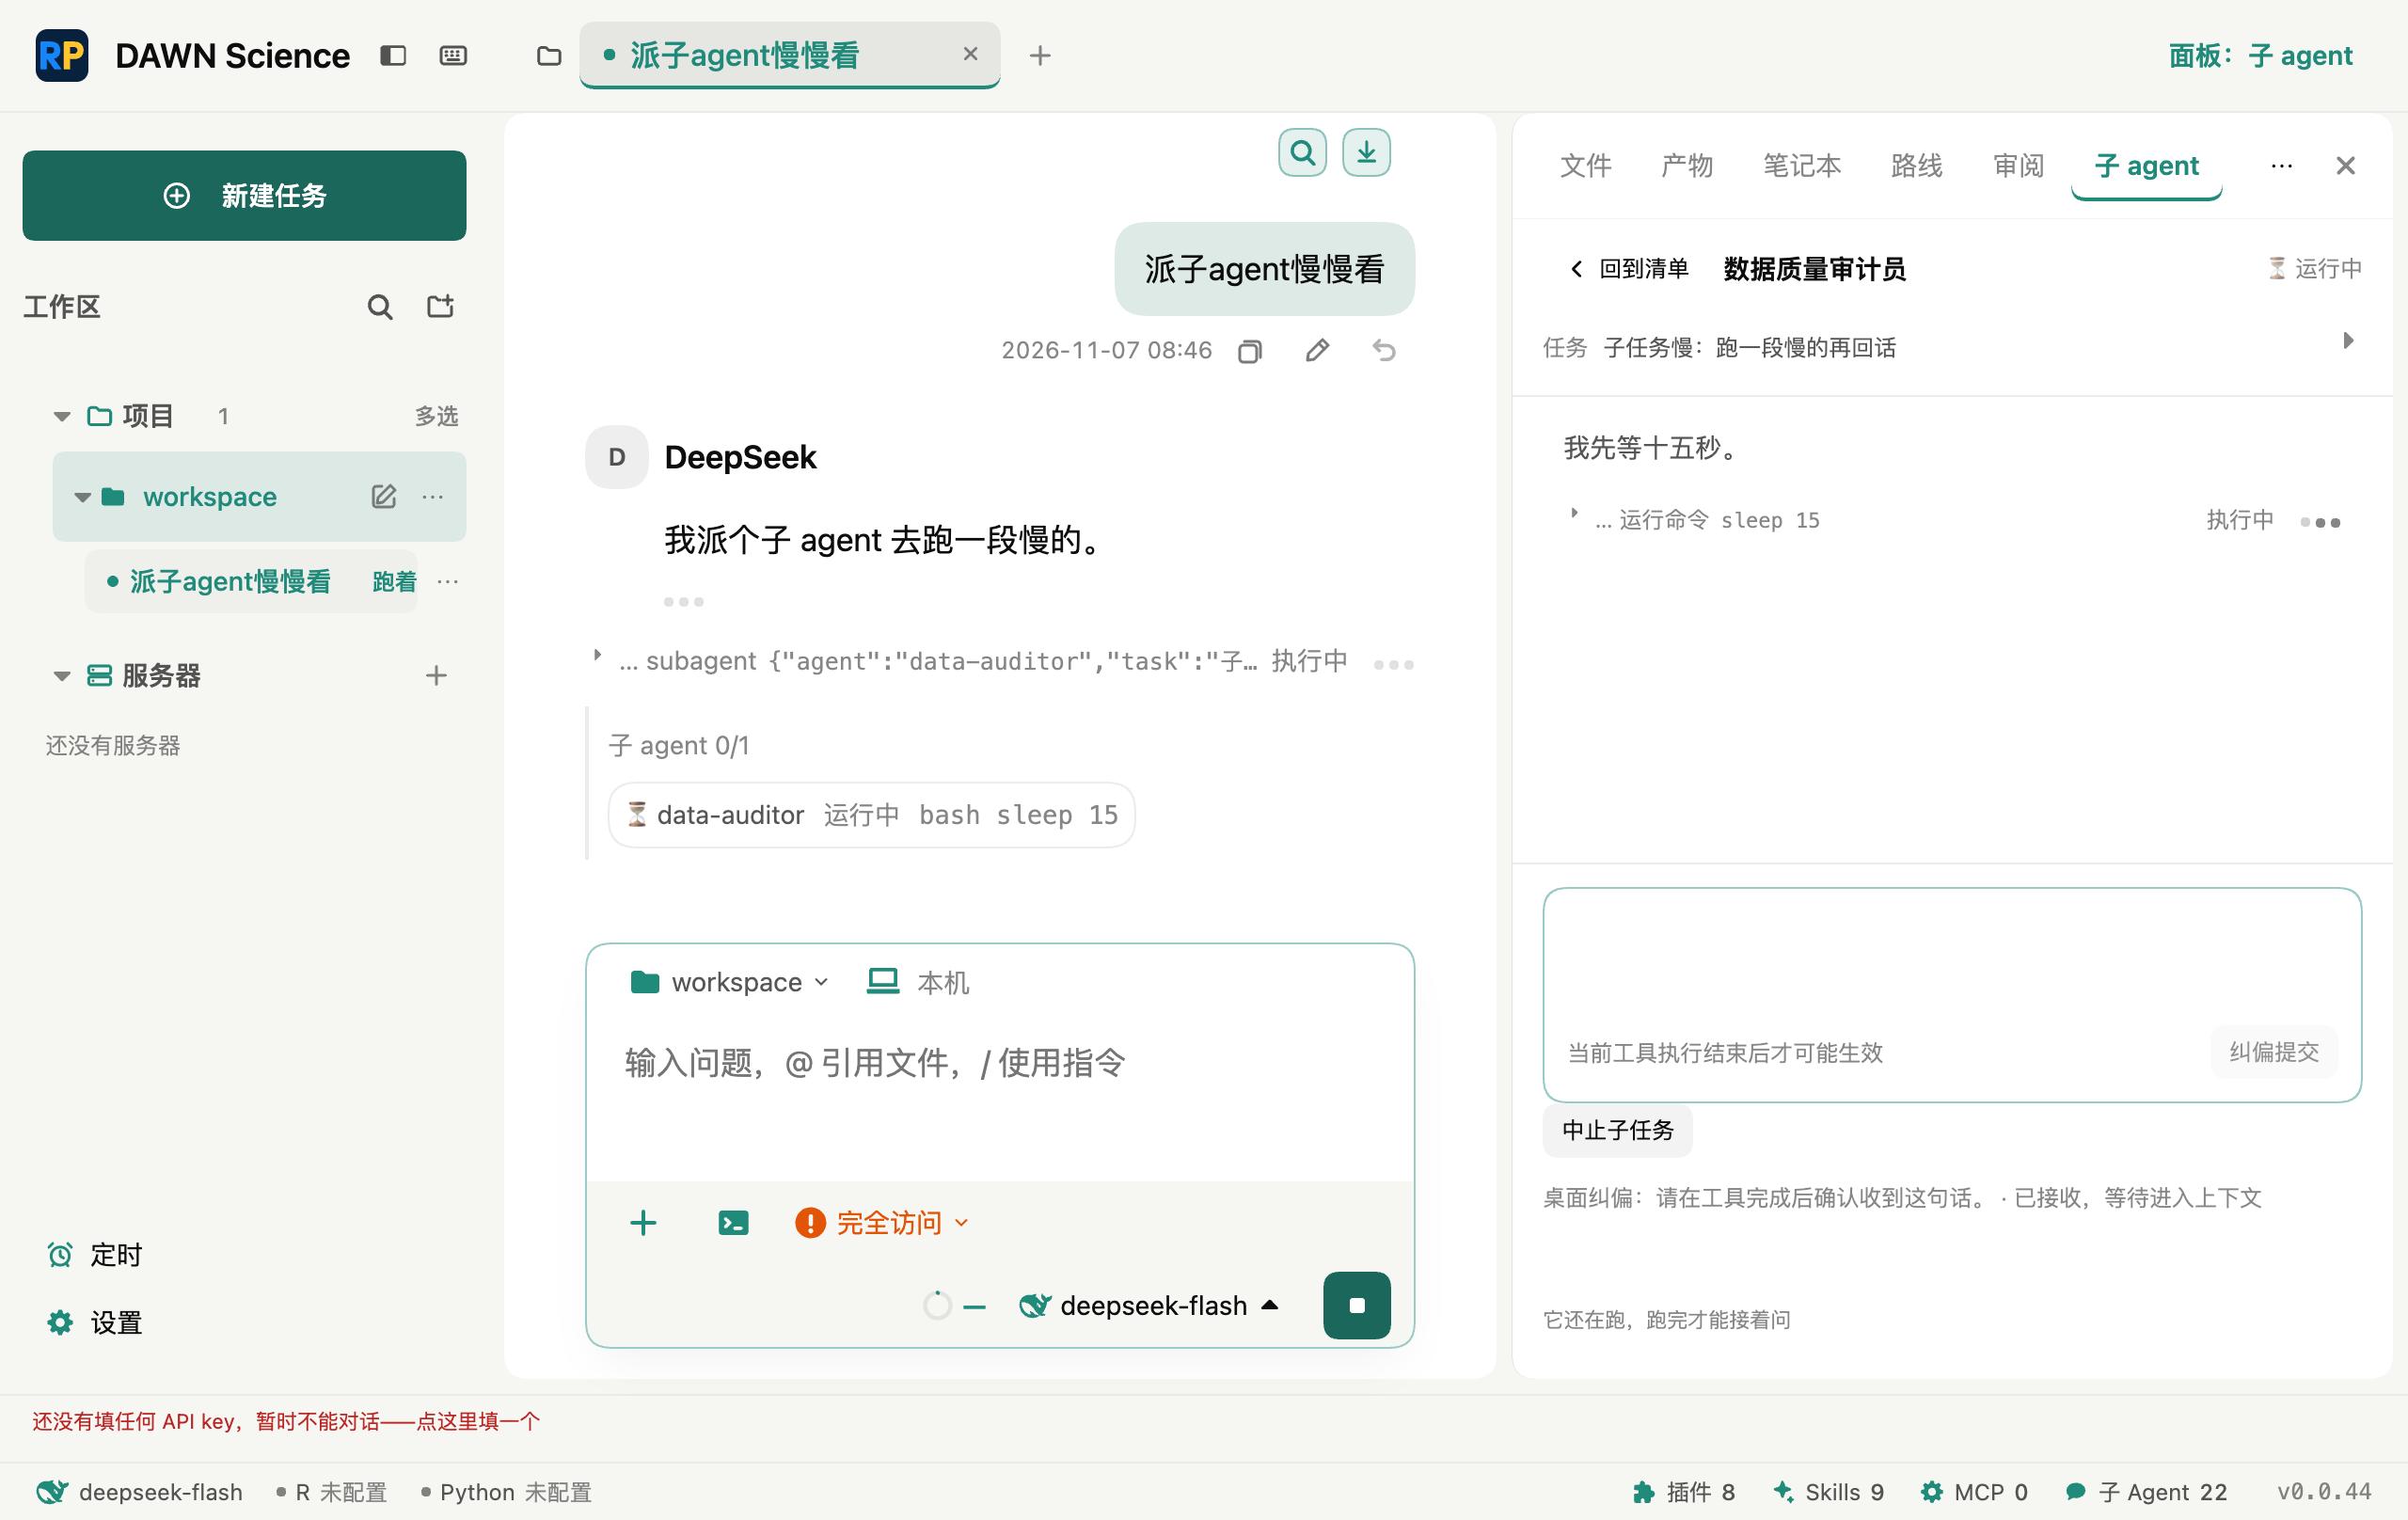 RP DAWN Science
派子agent慢慢看
面板：子 agent
新建任务
工作区
项目 1 多选
workspace
派子agent慢慢看 跑着
服务器
还没有服务器
定时
设置
派子agent慢慢看
2026-11-07 08:46
D DeepSeek
我派个子 agent 去跑一段慢的。
... subagent {"agent":"data-auditor","task":"子… 执行中
子 agent 0/1
data-auditor 运行中 bash sleep 15
workspace 本机
输入问题，@ 引用文件，/ 使用指令
完全访问
deepseek-flash
文件 产物 笔记本 路线 审阅 子 agent
回到清单 数据质量审计员 运行中
任务 子任务慢：跑一段慢的再回话
我先等十五秒。
... 运行命令 sleep 15 执行中
当前工具执行结束后才可能生效 纠偏提交
中止子任务
桌面纠偏：请在工具完成后确认收到这句话。 · 已接收，等待进入上下文
它还在跑，跑完才能接着问
还没有填任何 API key，暂时不能对话——点这里填一个
deepseek-flash R 未配置 Python 未配置 插件 8 Skills 9 MCP 0 子 Agent 22 v0.0.44